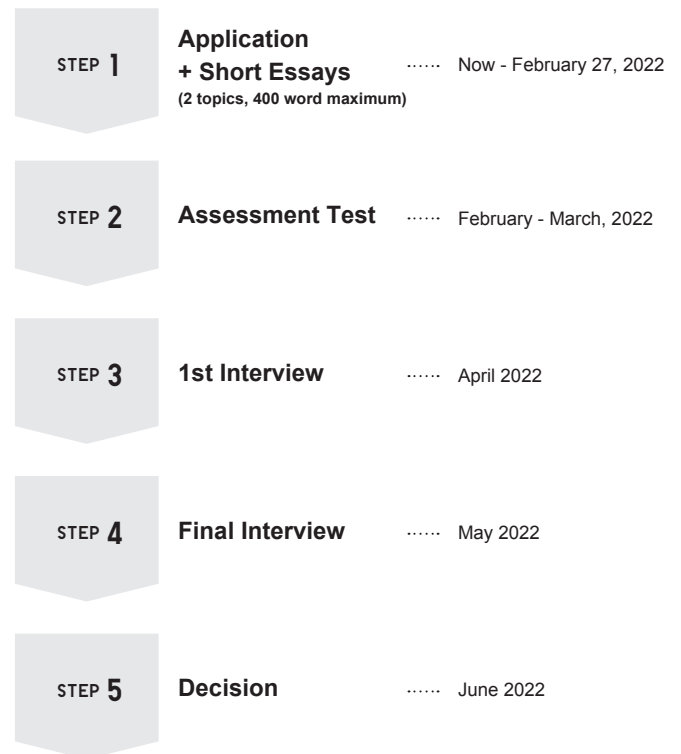 STEP 1
Application
+ Short Essays
(2 topics, 400 word maximum)
...... Now - February 27, 2022
STEP 2
Assessment Test ...... February - March, 2022
STEP 3
1st Interview ...... April 2022
STEP 4
Final Interview ...... May 2022
STEP 5
Decision ...... June 2022